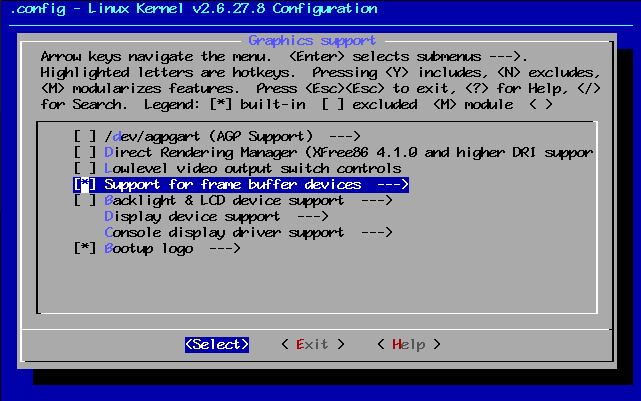 .config - Linux Kernel v2.6.27.8 Configuration
Graphics support
Arrow keys navigate the menu. <Enter> selects submenus --->.
Highlighted letters are hotkeys. Pressing <Y> includes, <N> excludes,
<M> modularizes features. Press <Esc><Esc> to exit, <?> for Help, </>
for Search. Legend: [*] built-in [ ] excluded <M> module < >
[ ] /dev/agpgart (AGP Support) --->
[ ] Direct Rendering Manager (XFree86 4.1.0 and higher DRI suppor
[ ] Lowlevel video output switch controls
[*] Support for frame buffer devices --->
[ ] Backlight & LCD device support --->
Display device support --->
Console display driver support --->
[*] Bootup logo --->
<Select> < Exit > < Help >